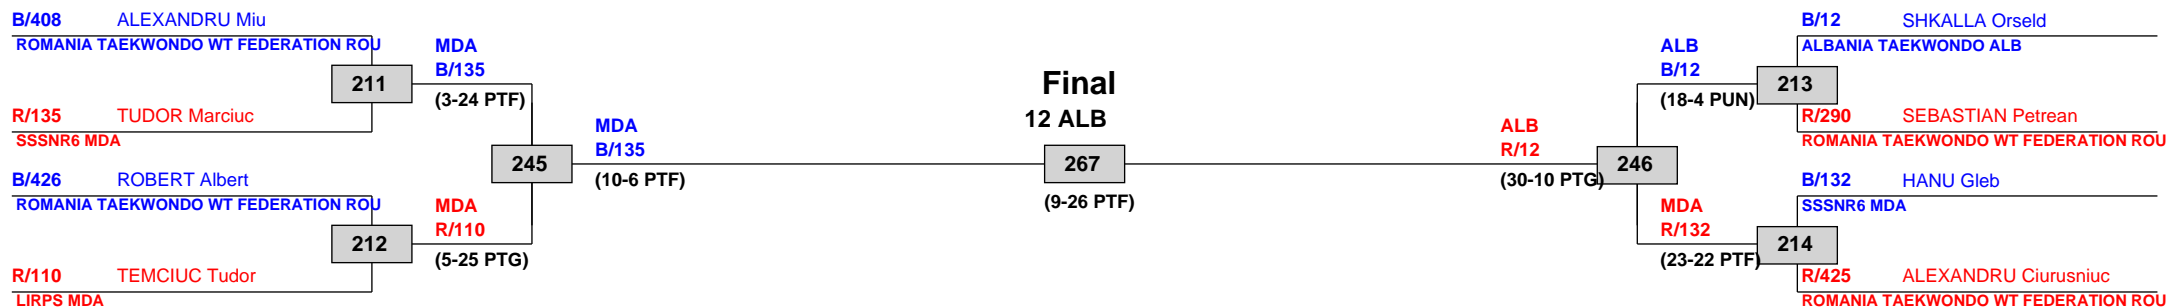 B/408 ALEXANDRU Miu
ROMANIA TAEKWONDO WT FEDERATION ROU
211
MDA
B/135
(3-24 PTF)
R/135 TUDOR Marciuc
SSSNR6 MDA
245
MDA
B/135
(10-6 PTF)
B/426 ROBERT Albert
ROMANIA TAEKWONDO WT FEDERATION ROU
212
MDA
R/110
(5-25 PTG)
R/110 TEMCIUC Tudor
LIRPS MDA
Final
12 ALB
267
(9-26 PTF)
ALB
R/12
(30-10 PTG)
246
ALB
B/12
(18-4 PUN)
B/12 SHKALLA Orseld
ALBANIA TAEKWONDO ALB
213
R/290 SEBASTIAN Petrean
ROMANIA TAEKWONDO WT FEDERATION ROU
MDA
R/132
(23-22 PTF)
B/132 HANU Gleb
SSSNR6 MDA
214
R/425 ALEXANDRU Ciurusniuc
ROMANIA TAEKWONDO WT FEDERATION ROU